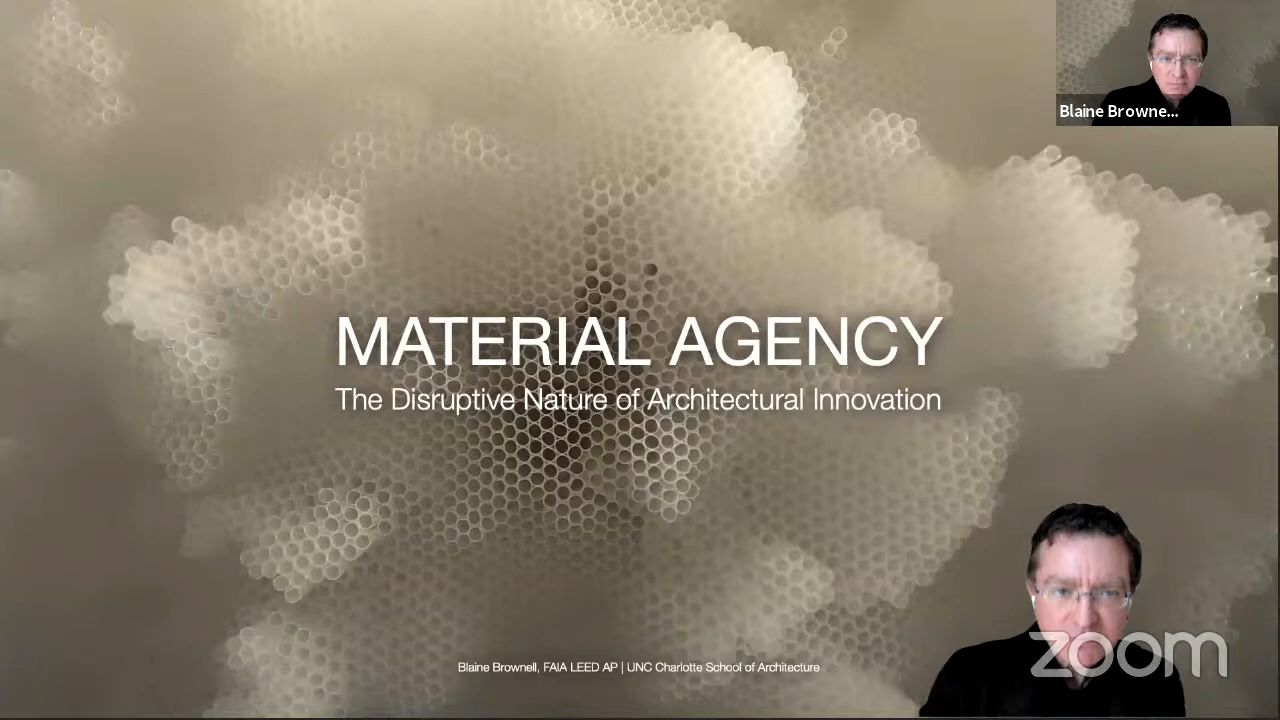 Blaine Browne...
MATERIAL AGENCY
The Disruptive Nature of Architectural Innovation
Blaine Brownell, FAIA LEED AP | UNC Charlotte School of Architecture
zoom